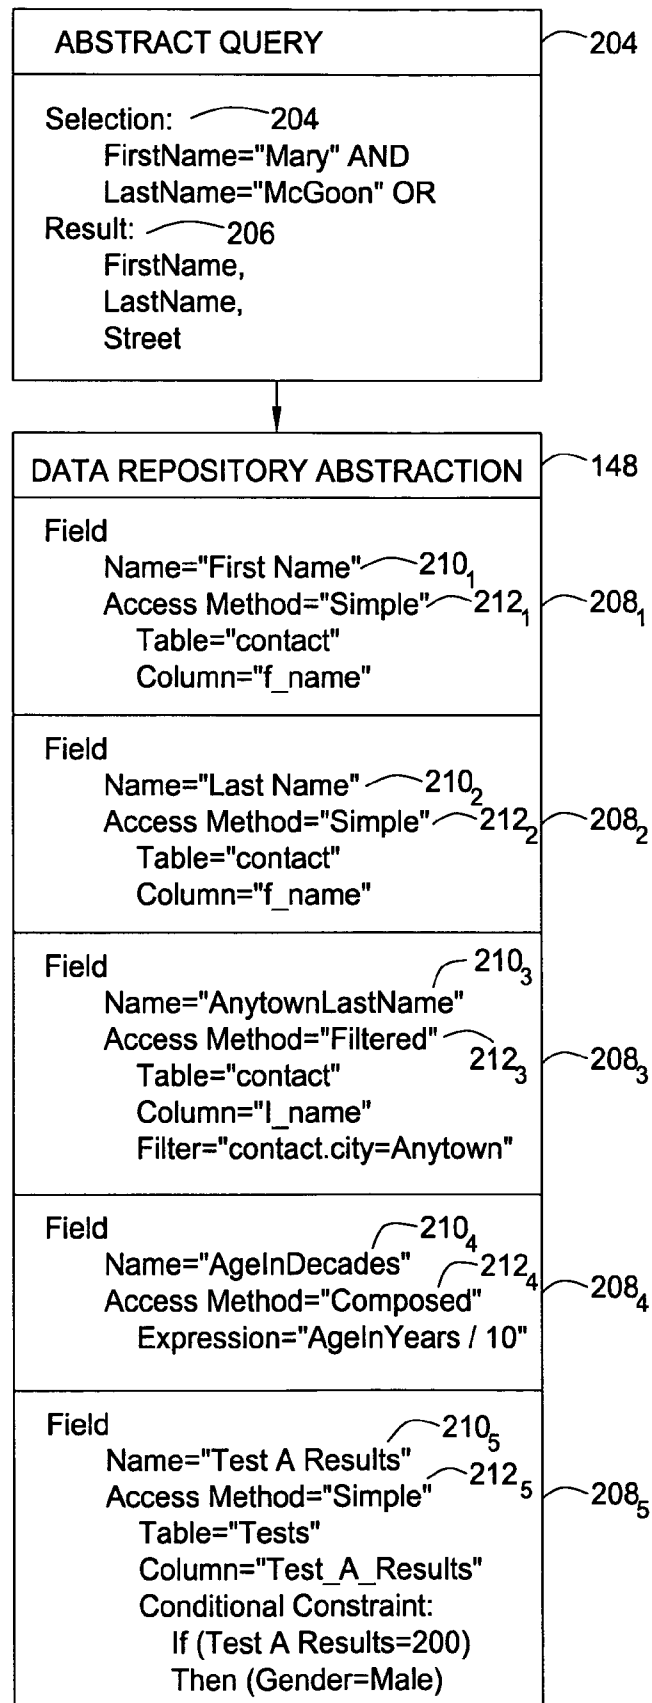 ABSTRACT QUERY 204
Selection: 204
FirstName="Mary" AND
LastName="McGoon" OR
Result: 206
FirstName,
LastName,
Street
DATA REPOSITORY ABSTRACTION 148
Field
Name="First Name" 210₁
Access Method="Simple" 212₁ 208₁
Table="contact"
Column="f_name"
Field
Name="Last Name" 210₂
Access Method="Simple" 212₂ 208₂
Table="contact"
Column="f_name"
Field 210₃
Name="AnytownLastName"
Access Method="Filtered" 212₃ 208₃
Table="contact"
Column="l_name"
Filter="contact.city=Anytown"
Field 210₄
Name="AgeInDecades" 212₄
Access Method="Composed" 208₄
Expression="AgeInYears / 10"
Field 210₅
Name="Test A Results" 212₅
Access Method="Simple" 208₅
Table="Tests"
Column="Test_A_Results"
Conditional Constraint:
If (Test A Results=200)
Then (Gender=Male)